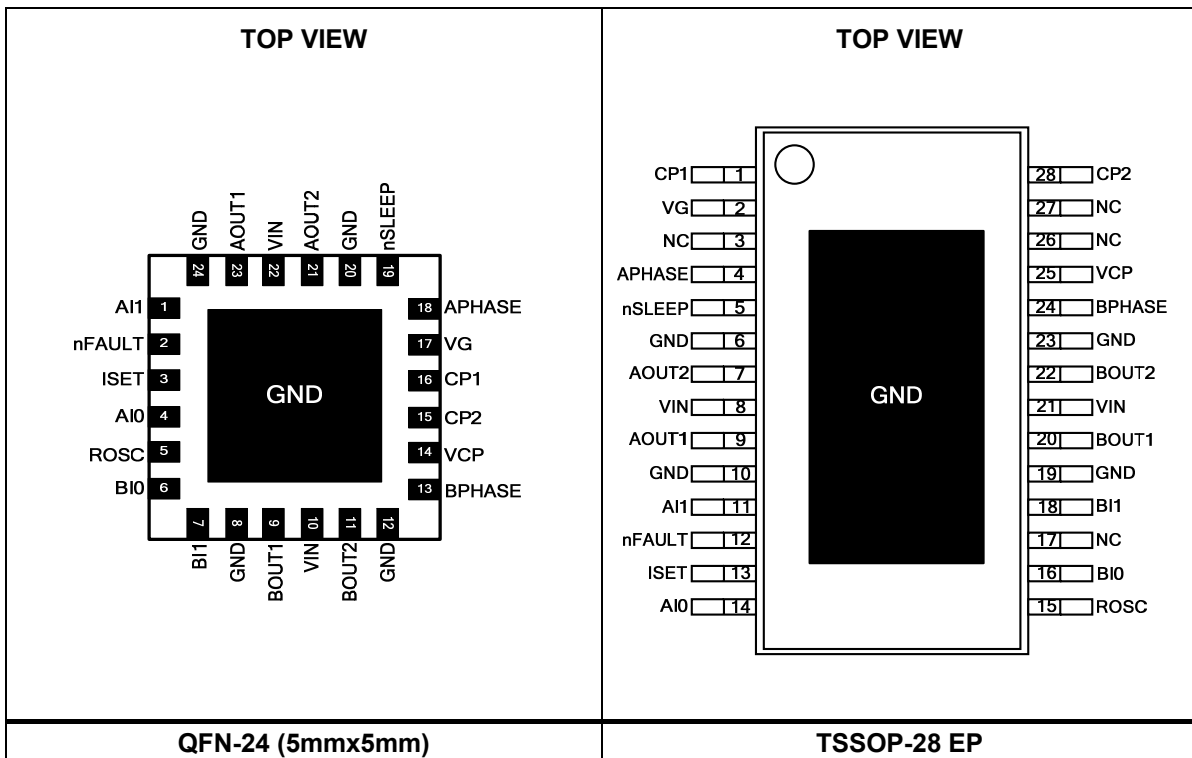 TOP VIEW
GND
AOUT1
VIN
AOUT2
GND
nSLEEP
24
23
22
21
20
19
AI1 1
nFAULT 2
ISET 3
AI0 4
ROSC 5
BI0 6
GND
18 APHASE
17 VG
16 CP1
15 CP2
14 VCP
13 BPHASE
7
8
9
10
11
12
BI1
GND
BOUT1
VIN
BOUT2
GND
QFN-24 (5mmx5mm)
TOP VIEW
CP1 1
VG 2
NC 3
APHASE 4
nSLEEP 5
GND 6
AOUT2 7
VIN 8
AOUT1 9
GND 10
AI1 11
nFAULT 12
ISET 13
AI0 14
GND
28 CP2
27 NC
26 NC
25 VCP
24 BPHASE
23 GND
22 BOUT2
21 VIN
20 BOUT1
19 GND
18 BI1
17 NC
16 BI0
15 ROSC
TSSOP-28 EP